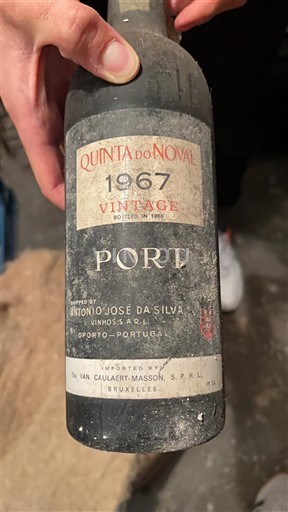 QUINTA DO NOVAL
1967
VINTAGE
BOTTLED IN
PORT
SHIPPED BY
ANTONIO JOSÉ DA SILVA
VINHOS, S.A.R.L.
OPORTO—PORTUGAL
IMPORTED BY
VAN CAULAERT-MASSON, S. P. R. L.
BRUXELLES